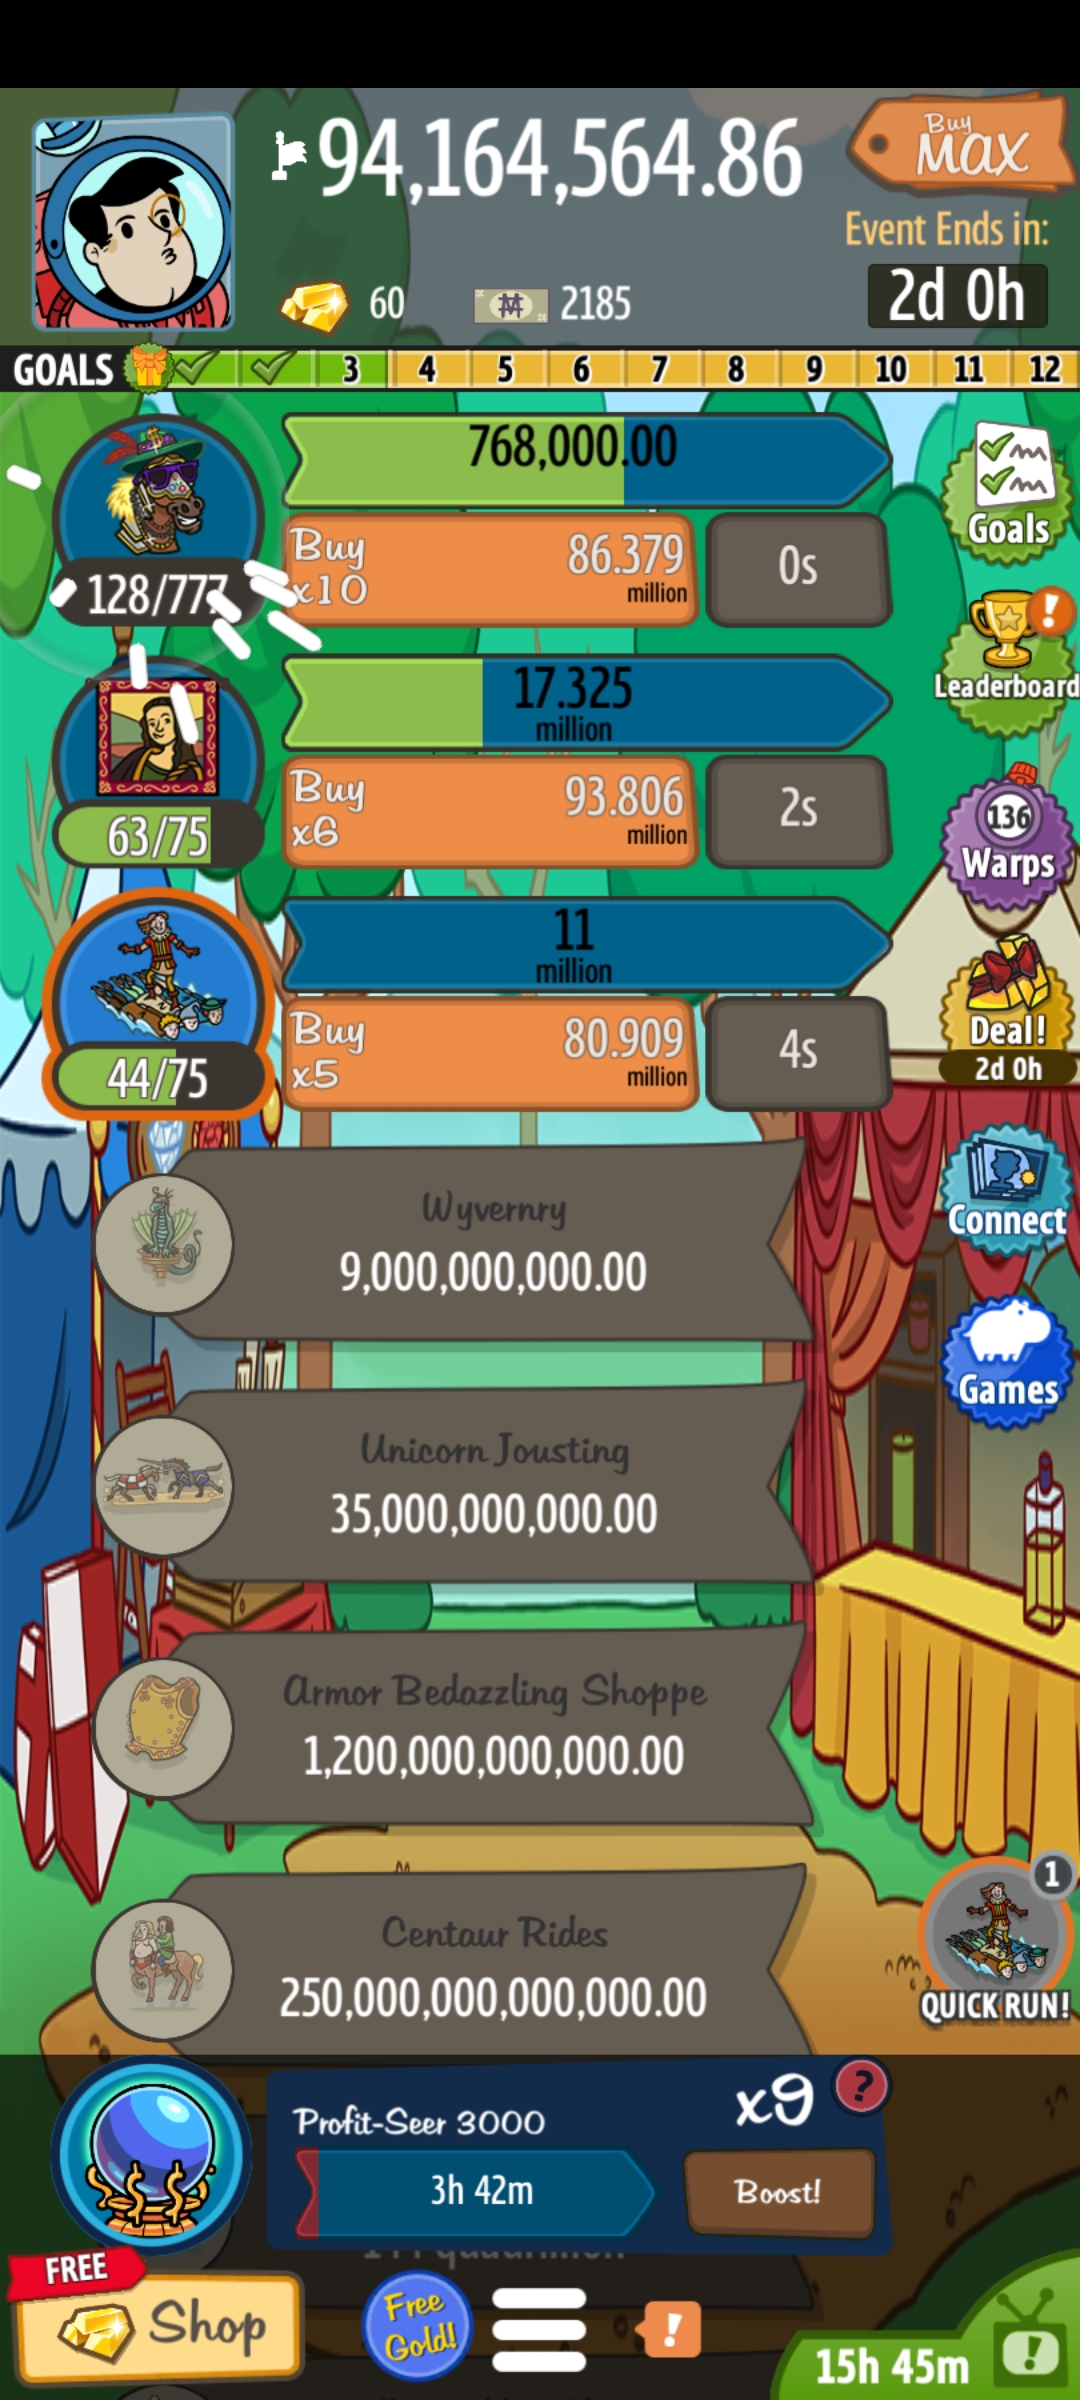 94,164,564.86
Buy
MAX
Event Ends in:
2d 0h
60
2185
GOALS 3 4 5 6 7 8 9 10 11 12
768,000.00
Buy
x10
86.379
million
0s
128/777
Goals
Leaderboard
17.325
million
Buy
x6
93.806
million
2s
63/75
136
Warps
11
million
Buy
x5
80.909
million
4s
44/75
Deal!
2d 0h
Connect
Wyvernry
9,000,000,000.00
Games
Unicorn Jousting
35,000,000,000.00
Armor Bedazzling Shoppe
1,200,000,000,000.00
Centaur Rides
250,000,000,000,000.00
1
QUICK RUN!
Profit-Seer 3000
x9
?
3h 42m
Boost!
FREE
Shop
Free
Gold!
!
15h 45m